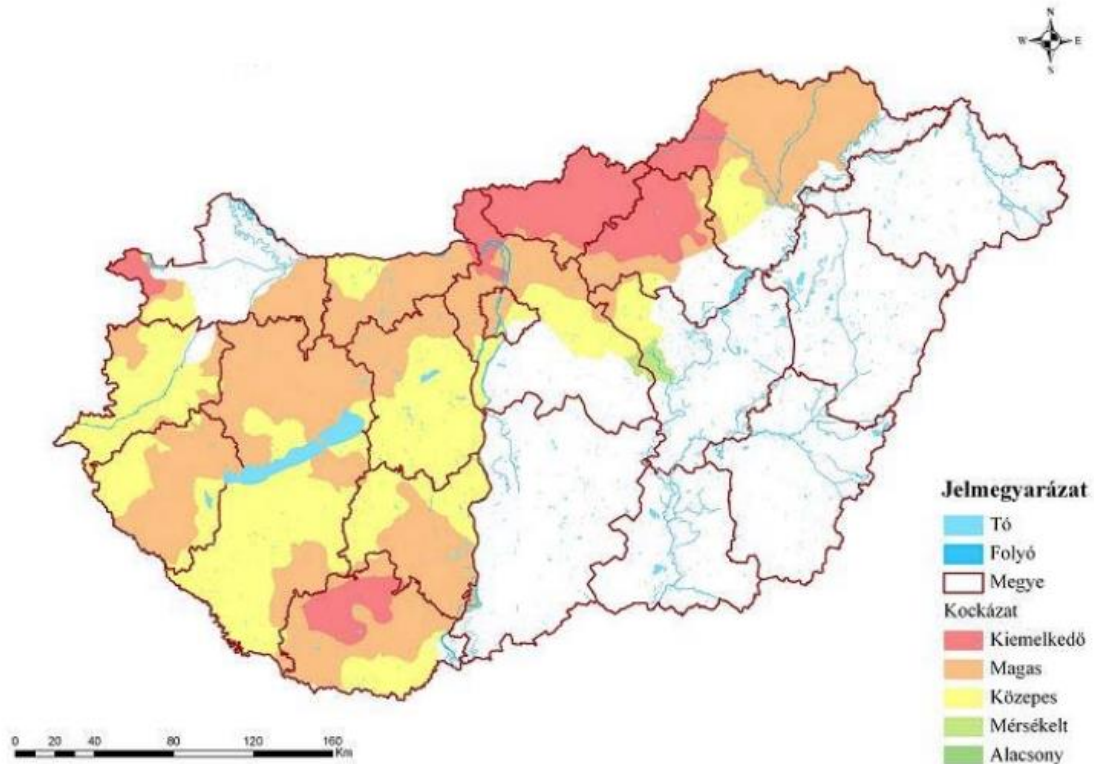 N
W E
S
Jelmegyarázat
Tó
Folyó
Megye
Kockázat
Kiemelkedő
Magas
Közepes
Mérsékelt
Alacsony
0 20 40 80 120 160
Km